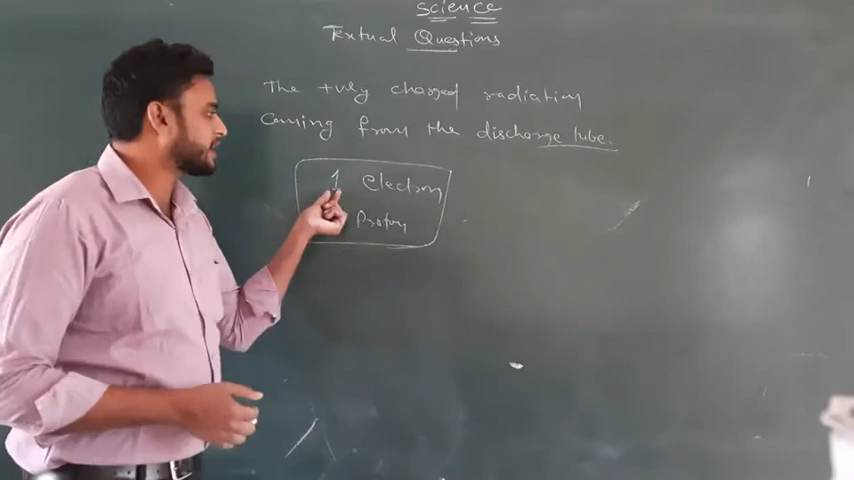 Science
Textual Questions
The +vely charged radiation
Coming from the discharge tube.
1 electron
Proton